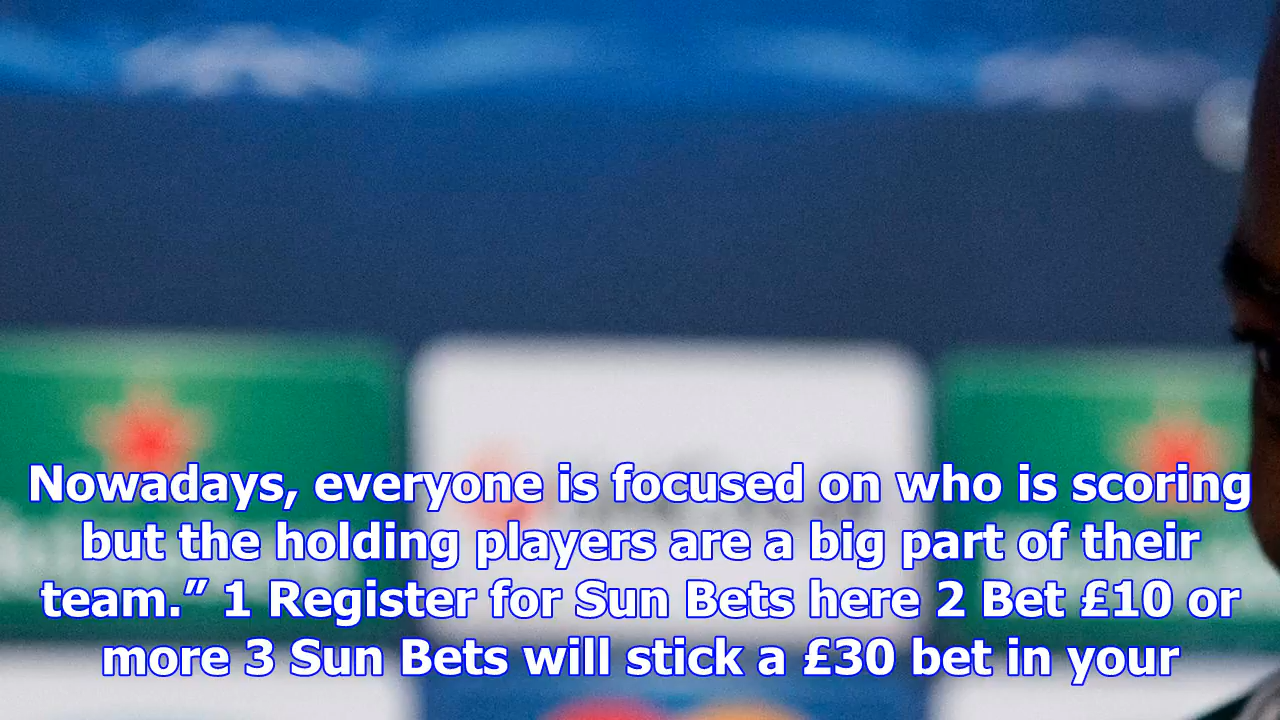 Nowadays, everyone is focused on who is scoring
but the holding players are a big part of their
team.” 1 Register for Sun Bets here 2 Bet £10 or
more 3 Sun Bets will stick a £30 bet in your